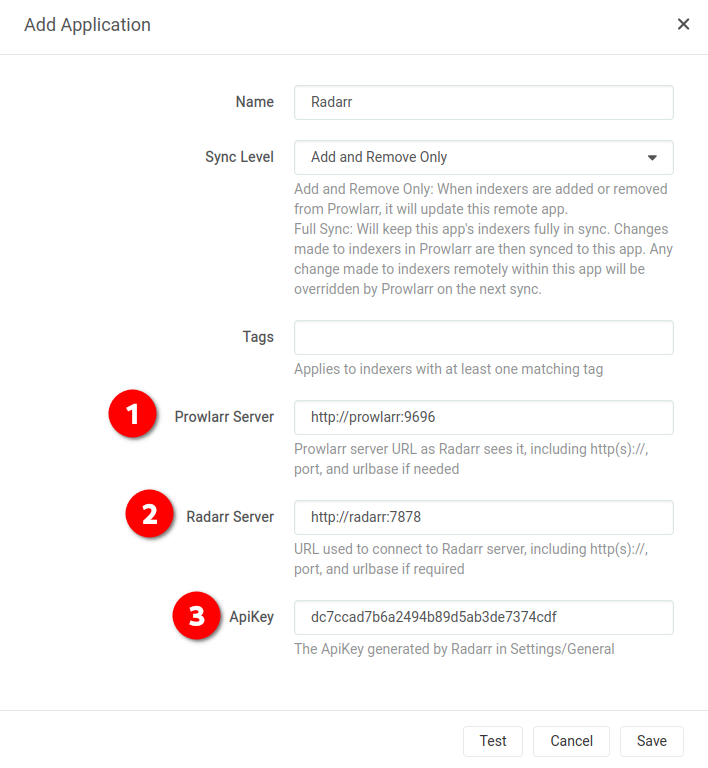 Add Application
Name
Radarr
Sync Level
Add and Remove Only
Add and Remove Only: When indexers are added or removed
from Prowlarr, it will update this remote app.
Full Sync: Will keep this app's indexers fully in sync. Changes
made to indexers in Prowlarr are then synced to this app. Any
change made to indexers remotely within this app will be
overridden by Prowlarr on the next sync.
Tags
Applies to indexers with at least one matching tag
1
Prowlarr Server
http://prowlarr:9696
Prowlarr server URL as Radarr sees it, including http(s)://,
port, and urlbase if needed
2
Radarr Server
http://radarr:7878
URL used to connect to Radarr server, including http(s)://,
port, and urlbase if required
3
ApiKey
dc7ccad7b6a2494b89d5ab3de7374cdf
The ApiKey generated by Radarr in Settings/General
Test
Cancel
Save